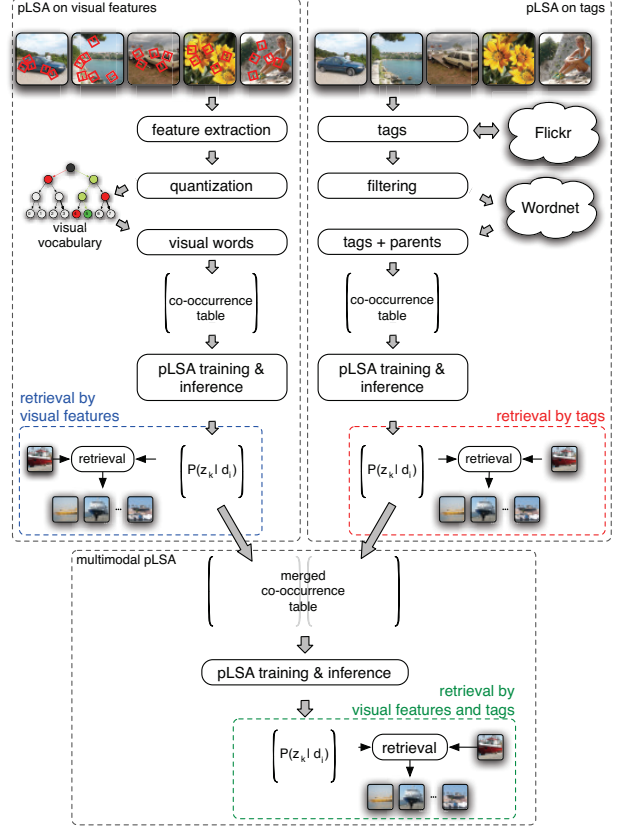 pLSA on visual features
pLSA on tags
feature extraction
tags
Flickr
quantization
filtering
Wordnet
visual
vocabulary
visual words
tags + parents
co-occurrence
table
co-occurrence
table
pLSA training &
inference
pLSA training &
inference
retrieval by
visual features
retrieval by tags
retrieval
P(z_k | d_i)
P(z_k | d_i)
retrieval
...
...
multimodal pLSA
merged
co-occurrence
table
pLSA training & inference
retrieval by
visual features and tags
P(z_k | d_i)
retrieval
...